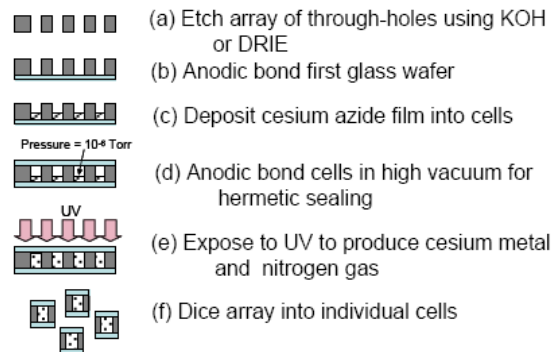 (a) Etch array of through-holes using KOH
or DRIE
(b) Anodic bond first glass wafer
(c) Deposit cesium azide film into cells
Pressure = 10⁻⁶ Torr
(d) Anodic bond cells in high vacuum for
hermetic sealing
UV
(e) Expose to UV to produce cesium metal
and nitrogen gas
(f) Dice array into individual cells